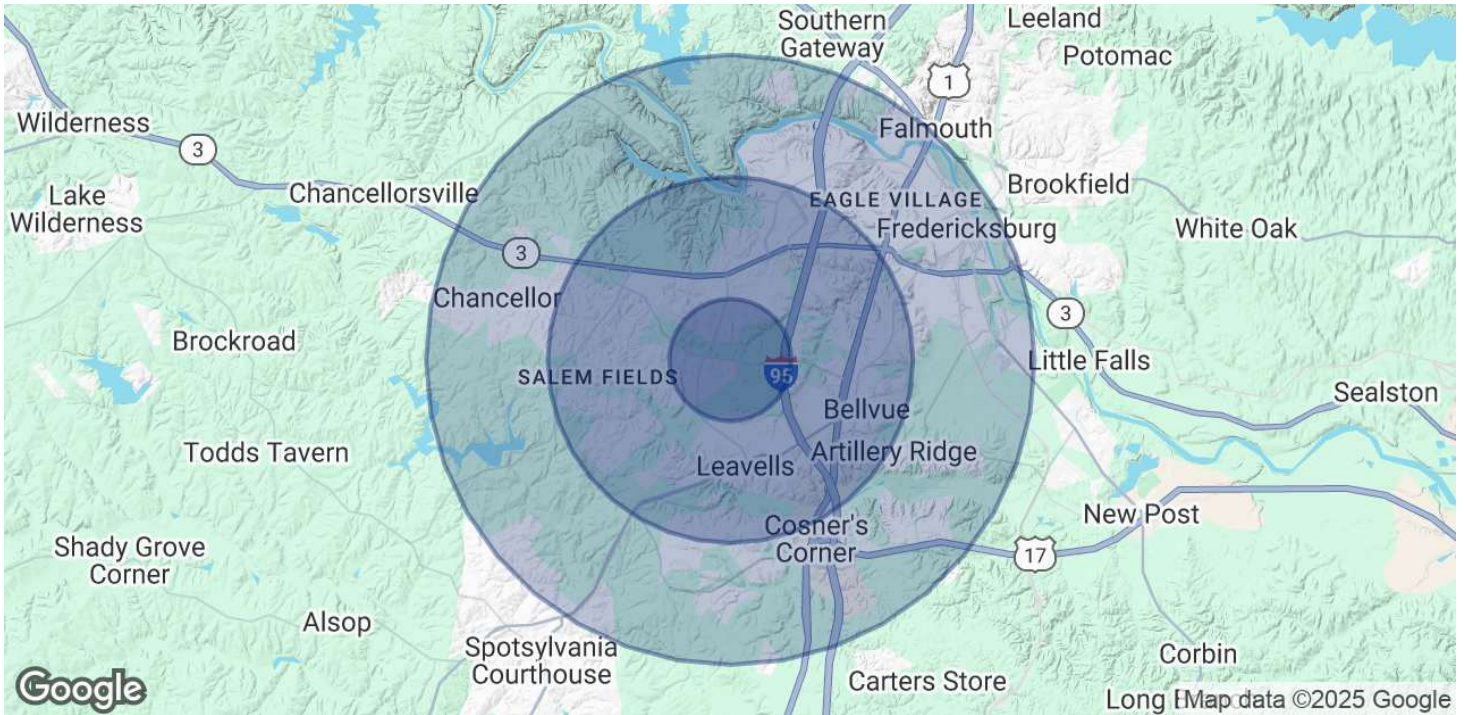 Southern
Gateway
Leeland
Potomac
1
Wilderness
3
Falmouth
Lake
Wilderness
Chancellorsville
EAGLE VILLAGE
Brookfield
Fredericksburg
White Oak
3
Chancellor
3
Brockroad
Little Falls
SALEM FIELDS
95
Sealston
Bellvue
Todds Tavern
Leavells
Artillery Ridge
New Post
Cosner's
Corner
17
Shady Grove
Corner
Alsop
Spotsylvania
Courthouse
Corbin
Carters Store
Google
Long
Map data ©2025 Google